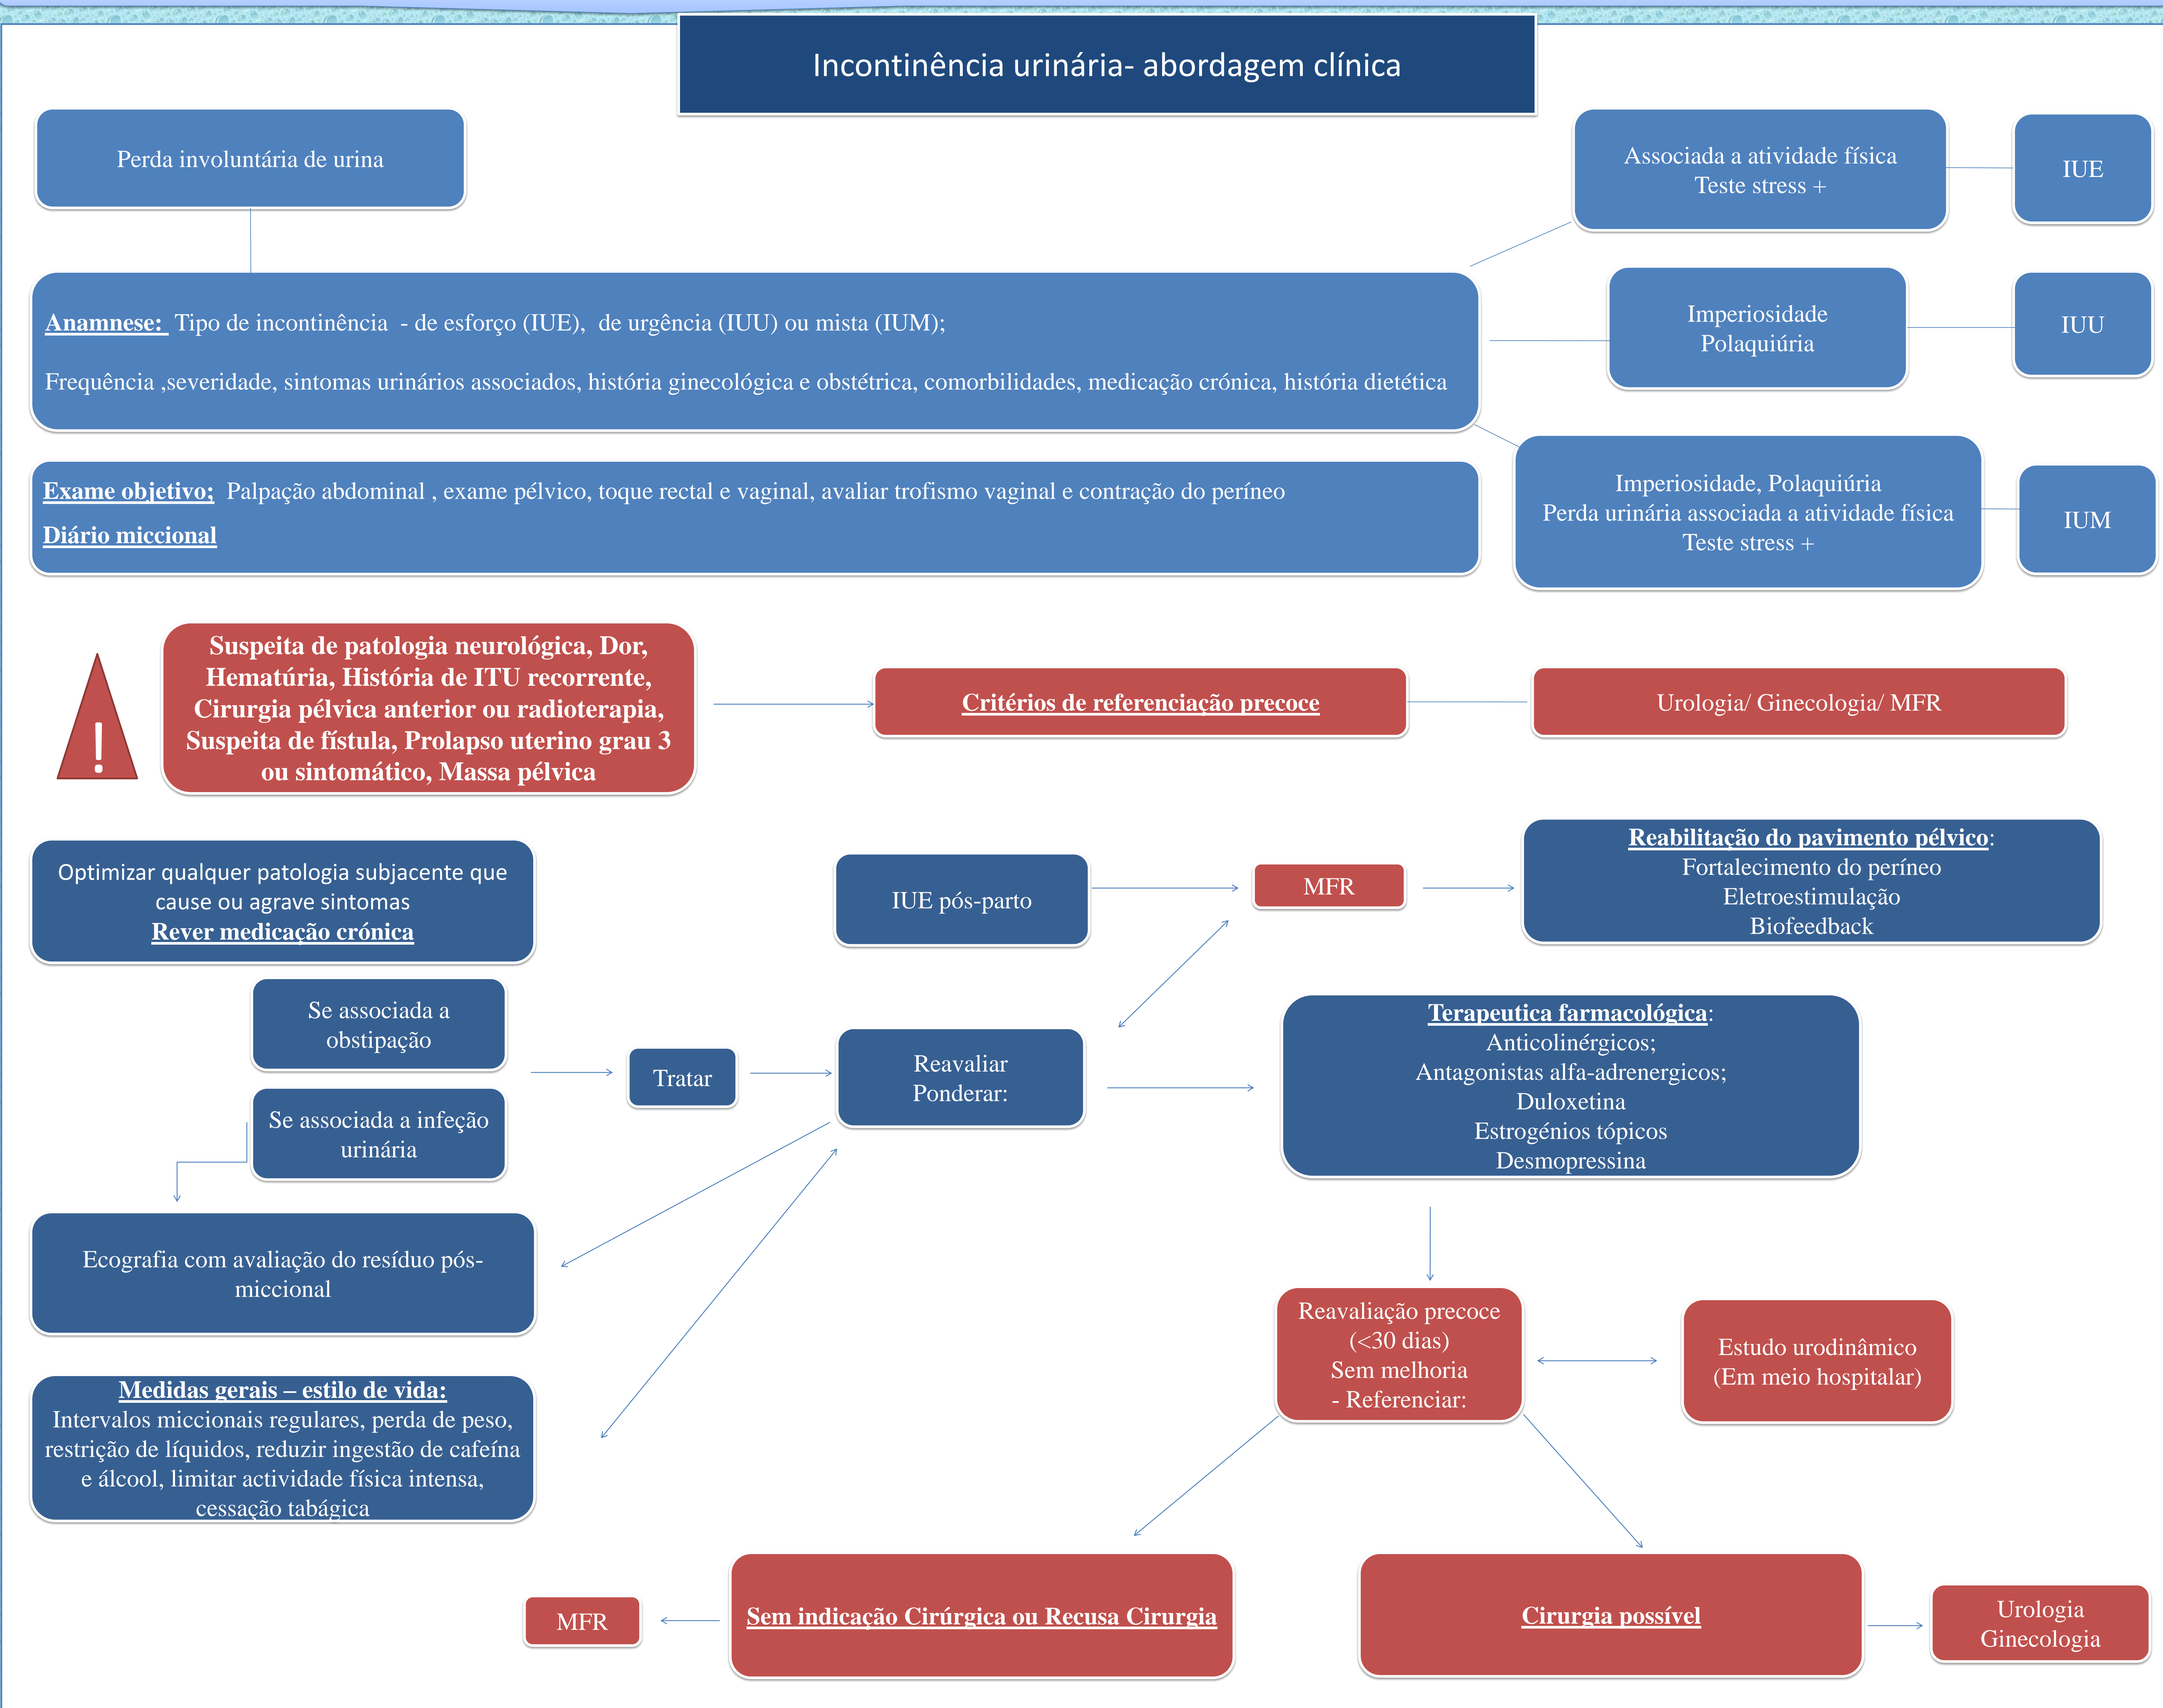 Incontinência urinária- abordagem clínica
Perda involuntária de urina
Associada a atividade física
Teste stress +
IUE
Anamnese:  Tipo de incontinência  - de esforço (IUE),  de urgência (IUU) ou mista (IUM);
Frequência ,severidade, sintomas urinários associados, história ginecológica e obstétrica, comorbilidades, medicação crónica, história dietética
Imperiosidade
Polaquiúria
IUU
Exame objetivo;  Palpação abdominal , exame pélvico, toque rectal e vaginal, avaliar trofismo vaginal e contração do períneo
Diário miccional
Imperiosidade, Polaquiúria
Perda urinária associada a atividade física
Teste stress +
IUM
!
Suspeita de patologia neurológica, Dor,
Hematúria, História de ITU recorrente,
Cirurgia pélvica anterior ou radioterapia,
Suspeita de fístula, Prolapso uterino grau 3
ou sintomático, Massa pélvica
Critérios de referenciação precoce
Urologia/ Ginecologia/ MFR
Optimizar qualquer patologia subjacente que
cause ou agrave sintomas
Rever medicação crónica
IUE pós-parto
MFR
Reabilitação do pavimento pélvico:
Fortalecimento do períneo
Eletroestimulação
Biofeedback
Se associada a
obstipação
Se associada a infeção
urinária
Tratar
Reavaliar
Ponderar:
Terapeutica farmacológica:
Anticolinérgicos;
Antagonistas alfa-adrenergicos;
Duloxetina
Estrogénios tópicos
Desmopressina
Ecografia com avaliação do resíduo pós-
miccional
Medidas gerais – estilo de vida:
Intervalos miccionais regulares, perda de peso,
restrição de líquidos, reduzir ingestão de cafeína
e álcool, limitar actividade física intensa,
cessação tabágica
Reavaliação precoce
(<30 dias)
Sem melhoria
- Referenciar:
Estudo urodinâmico
(Em meio hospitalar)
MFR
Sem indicação Cirúrgica ou Recusa Cirurgia
Cirurgia possível
Urologia
Ginecologia